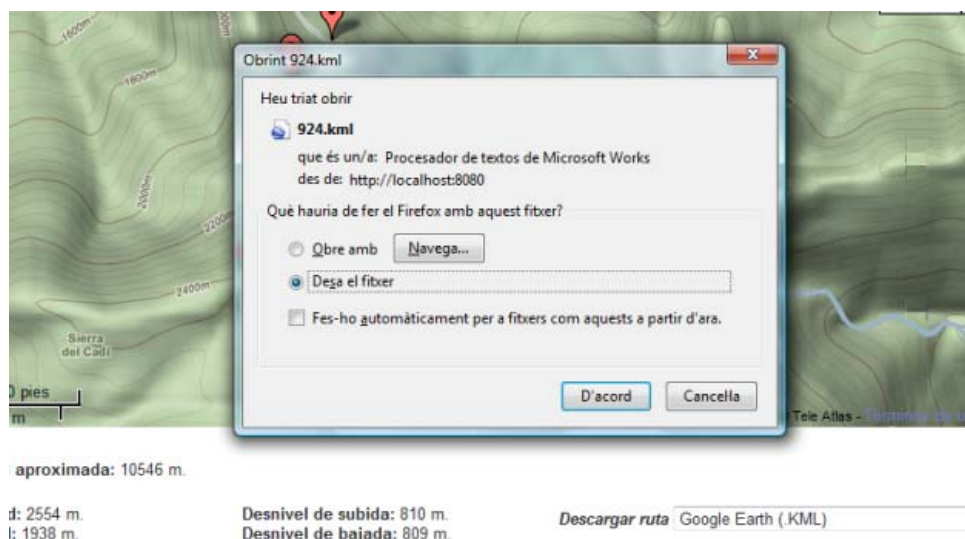 1600m
1800m
2000m
2200m
2400m
Sierra
del Cadí
pies
m
Obrint 924.kml
Heu triat obrir
924.kml
que és un/a: Procesador de textos de Microsoft Works
des de: http://localhost:8080
Què hauria de fer el Firefox amb aquest fitxer?
Obre amb
Navega...
Desa el fitxer
Fes-ho automàticament per a fitxers com aquests a partir d'ara.
D'acord
Canceŀla
Tele Atlas -
aproximada: 10546 m.
d: 2554 m.
l: 1938 m.
Desnivel de subida: 810 m.
Desnivel de bajada: 809 m.
Descargar ruta Google Earth (.KML)